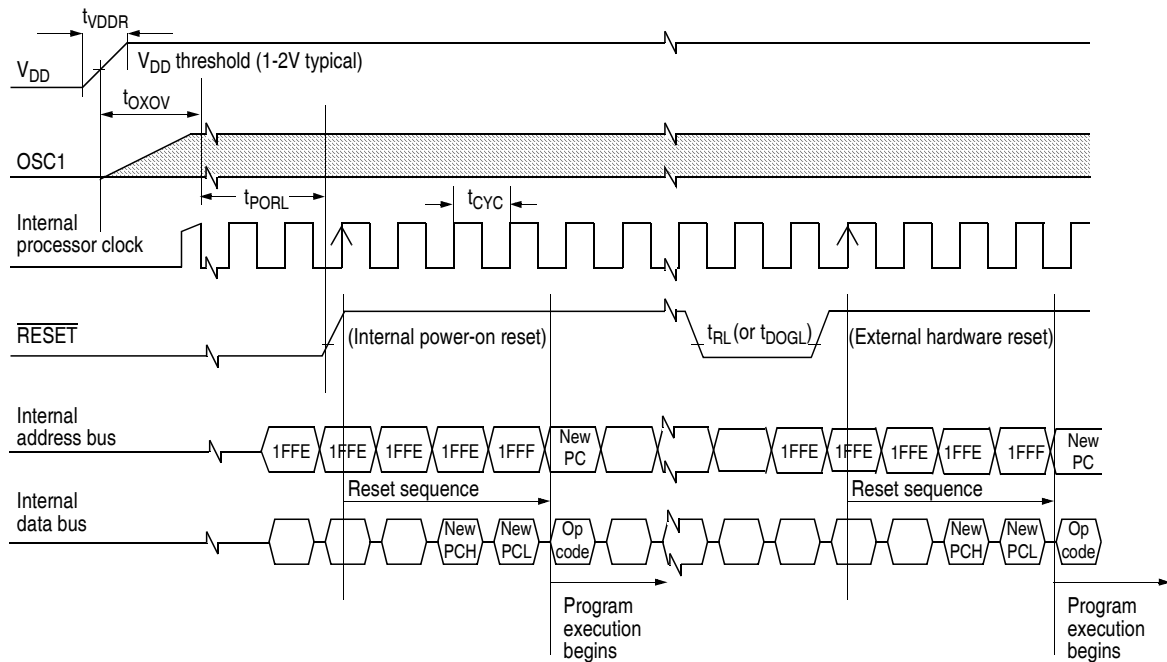 tVDDR
VDD
VDD threshold (1-2V typical)
tOXOV
OSC1
tPORL
tCYC
Internal
processor clock
RESET
(Internal power-on reset)
tRL (or tDOGL)
(External hardware reset)
Internal
address bus
1FFE 1FFE 1FFE 1FFE 1FFF New PC 1FFE 1FFE 1FFE 1FFE 1FFF New PC
Reset sequence
Reset sequence
Internal
data bus
New PCH New PCL Op code New PCH New PCL Op code
Program
execution
begins
Program
execution
begins